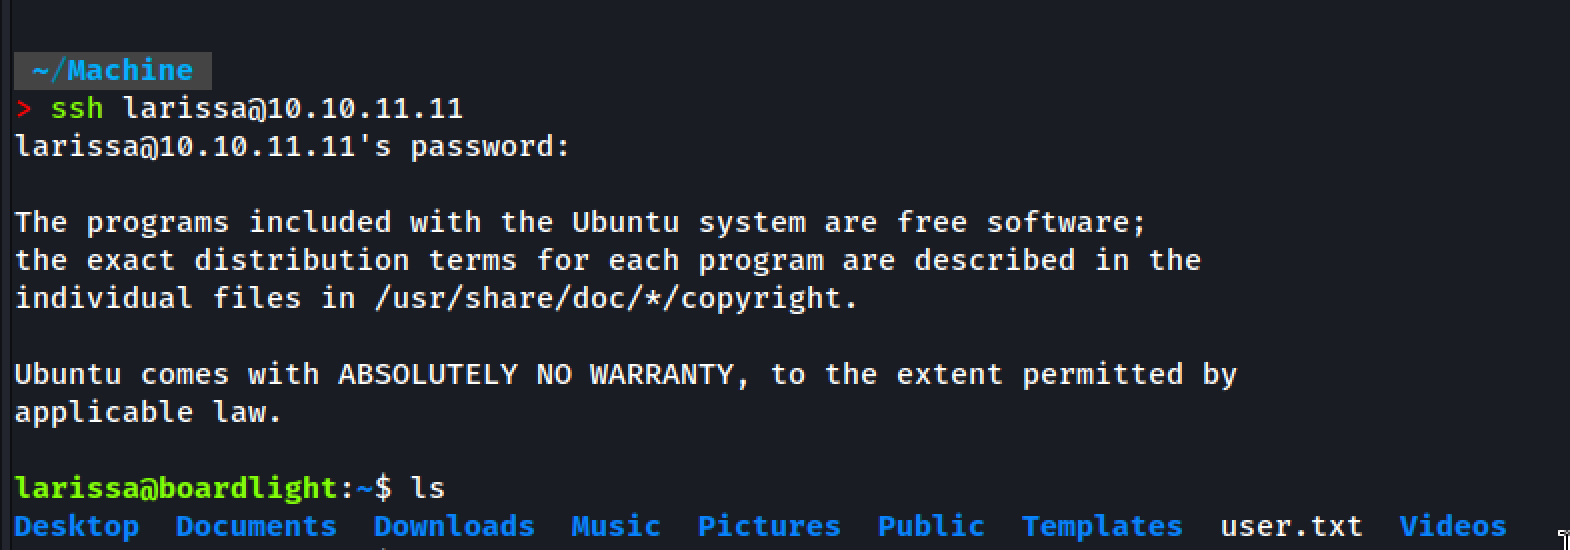 ~/Machine
> ssh larissa@10.10.11.11
larissa@10.10.11.11's password:
The programs included with the Ubuntu system are free software;
the exact distribution terms for each program are described in the
individual files in /usr/share/doc/*/copyright.
Ubuntu comes with ABSOLUTELY NO WARRANTY, to the extent permitted by
applicable law.
larissa@boardlight:~$ ls
Desktop Documents Downloads Music Pictures Public Templates user.txt Videos